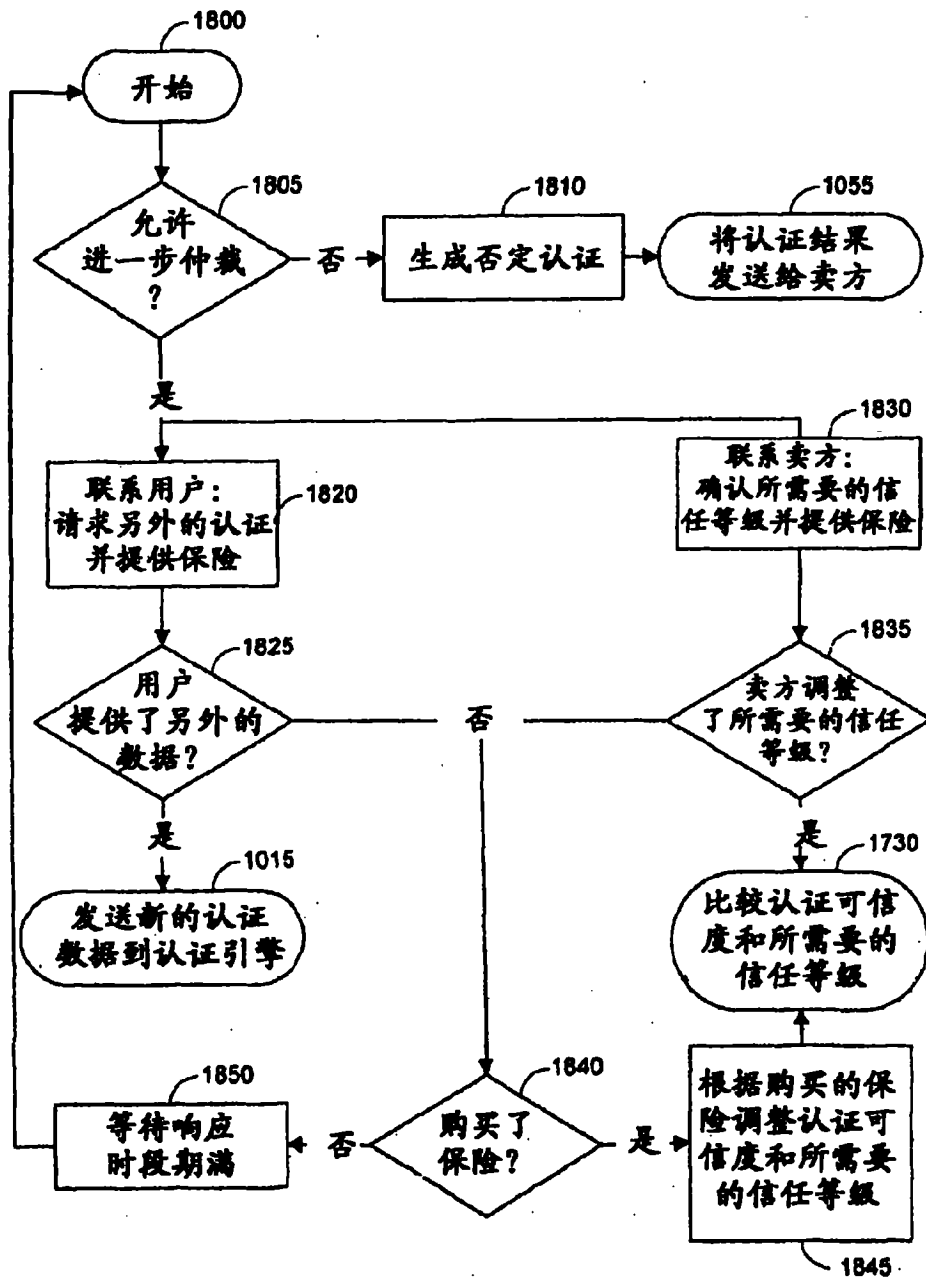 1800
开始
1805
允许
进一步仲裁
?
否
1810
生成否定认证
1055
将认证结果
发送给卖方
是
1820
联系用户:
请求另外的认证
并提供保险
1830
联系卖方:
确认所需要的信
任等级并提供保险
1825
用户
提供了另外的
数据?
否
1835
卖方调整
了所需要的信任
等级?
是
1015
发送新的认证
数据到认证引擎
是
1730
比较认证可信
度和所需要的
信任等级
1850
等待响应
时段期满
否
1840
购买了
保险?
是
根据购买的保
险调整认证可
信度和所需要
的信任等级
1845